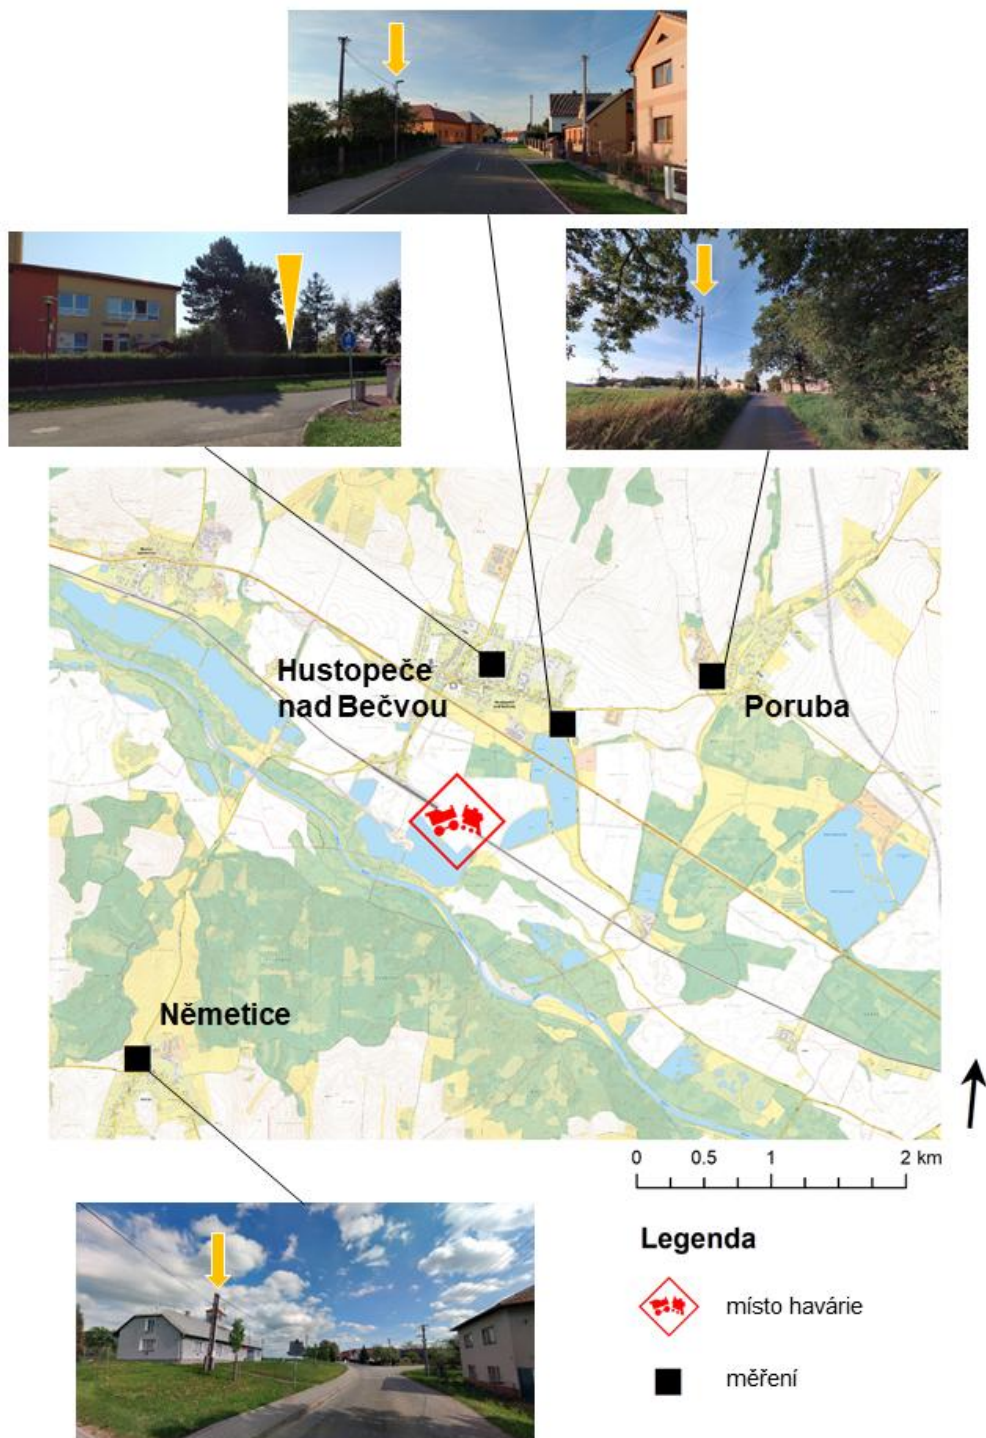 Hustopeče
nad Bečvou
Poruba
Němetice
0 0.5 1 2 km
Legenda
místo havárie
měření